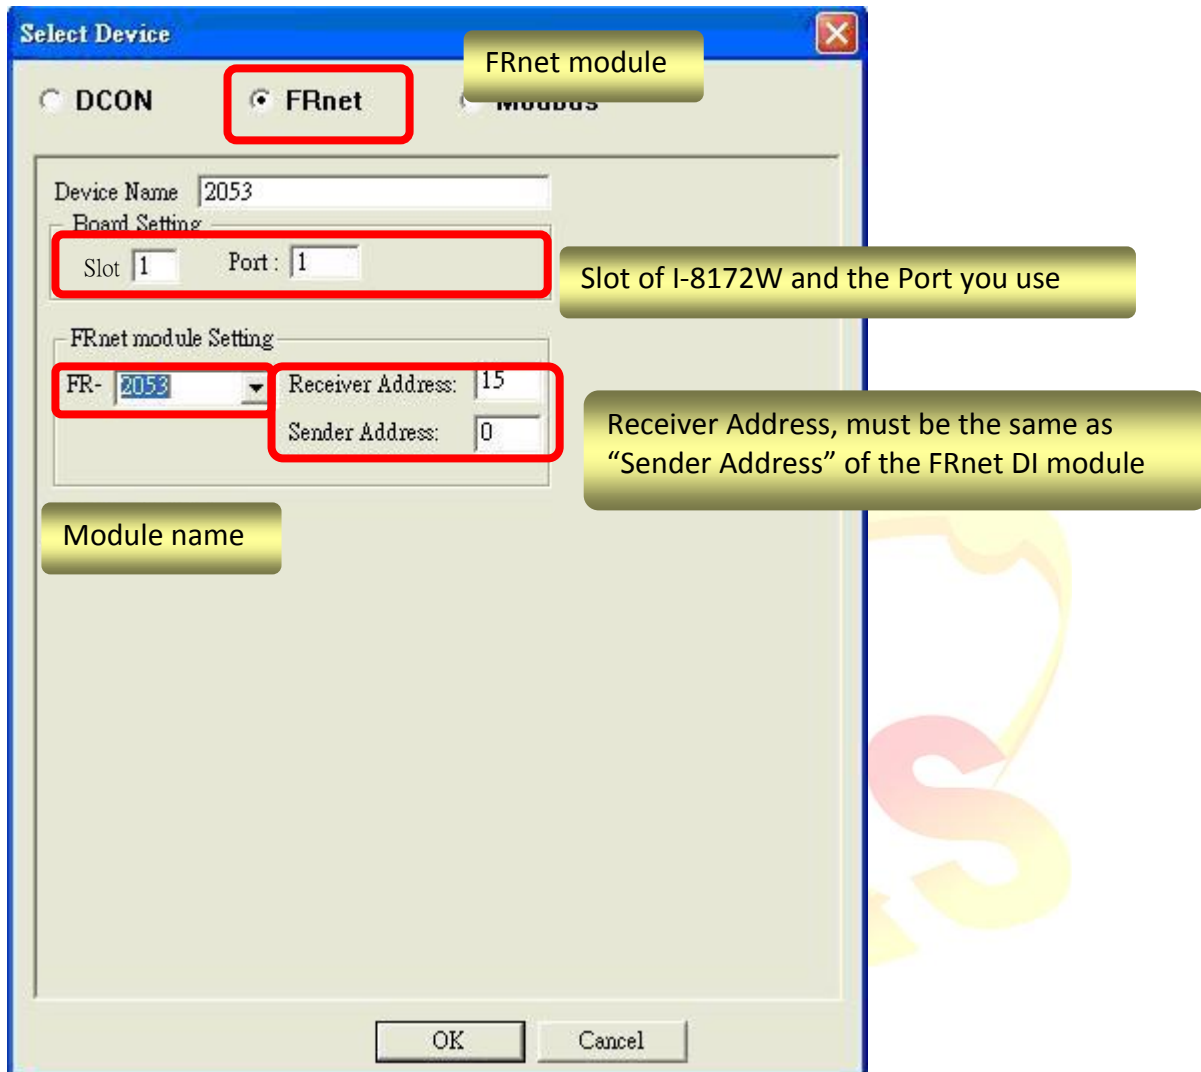 Select Device
FRnet module
DCON
FRnet
Modbus
Device Name 2053
Board Setting
Slot 1 Port : 1
Slot of I-8172W and the Port you use
FRnet module Setting
FR- 2053 Receiver Address: 15
Sender Address: 0
Receiver Address, must be the same as
“Sender Address” of the FRnet DI module
Module name
OK Cancel